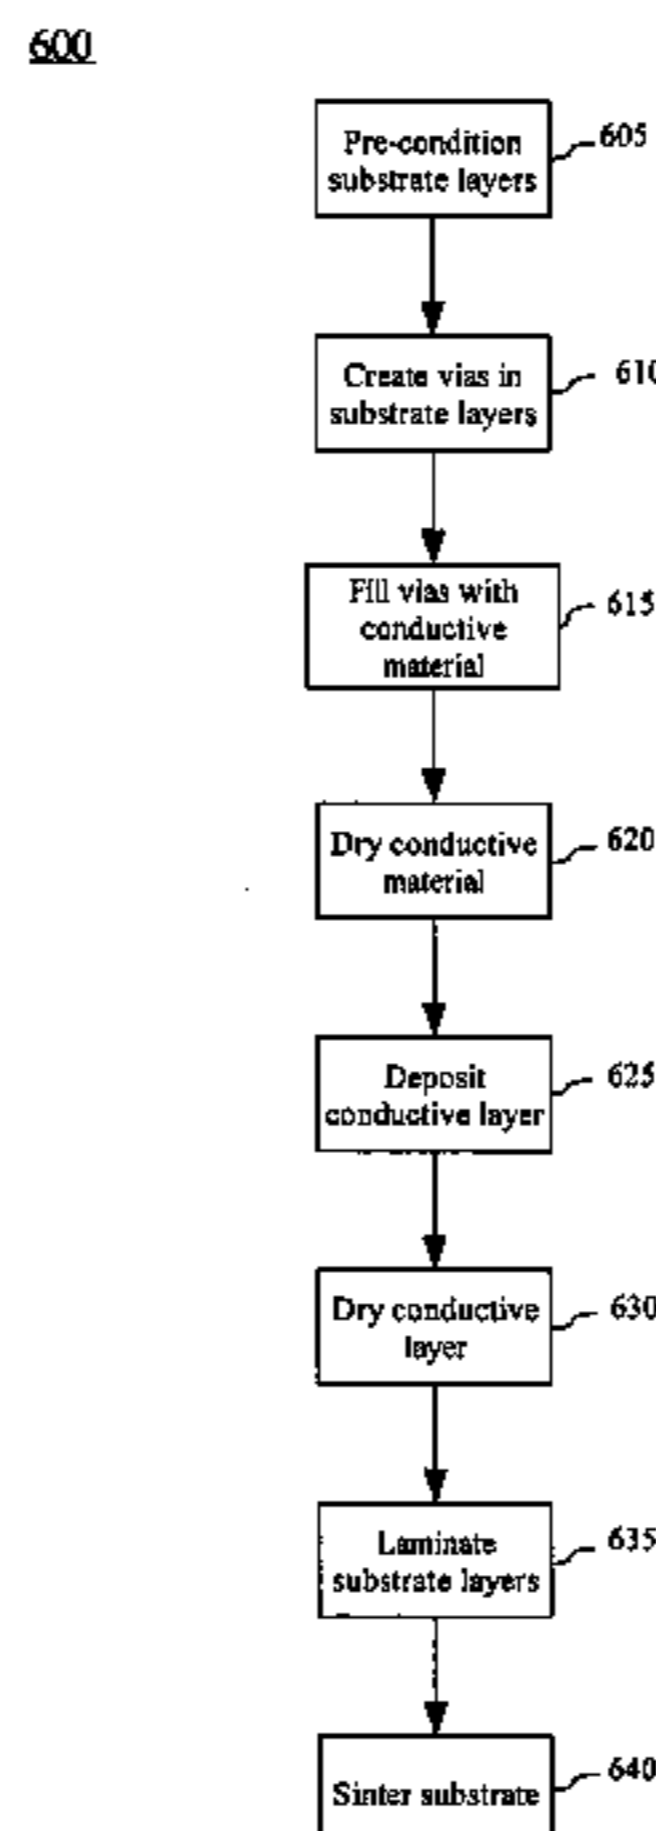 600
Pre-condition
substrate layers
605
Create vias in
substrate layers
610
Fill vias with
conductive
material
615
Dry conductive
material
620
Deposit
conductive layer
625
Dry conductive
layer
630
Laminate
substrate layers
635
Sinter substrate
640